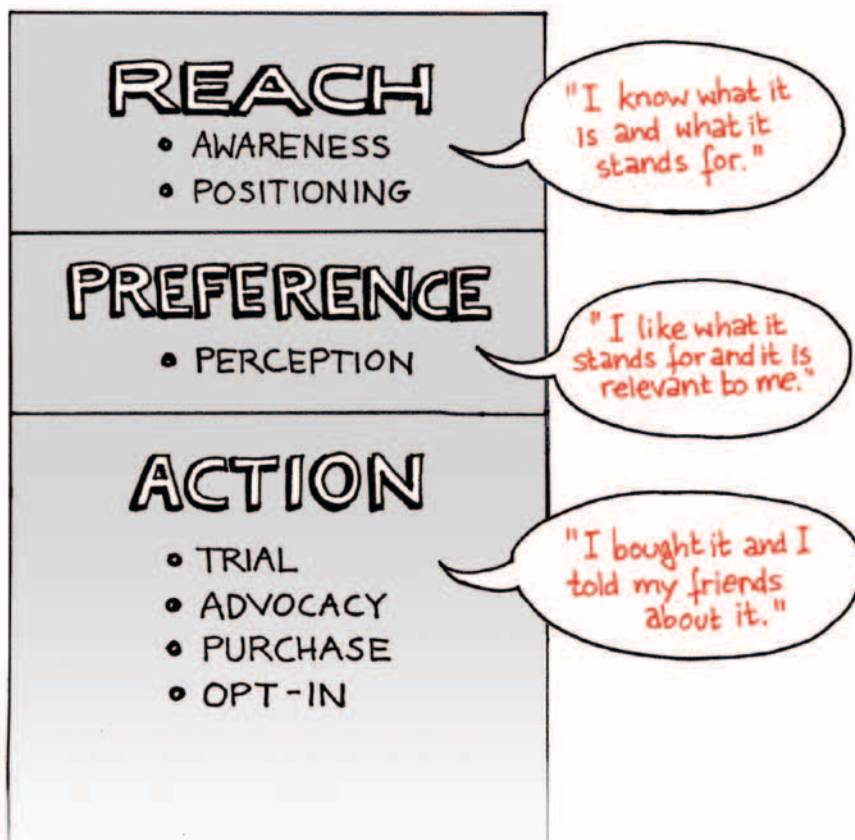 REACH
• AWARENESS
• POSITIONING
"I know what it
is and what it
stands for."
PREFERENCE
• PERCEPTION
"I like what it
stands for and it is
relevant to me."
ACTION
• TRIAL
• ADVOCACY
• PURCHASE
• OPT-IN
"I bought it and I
told my friends
about it."